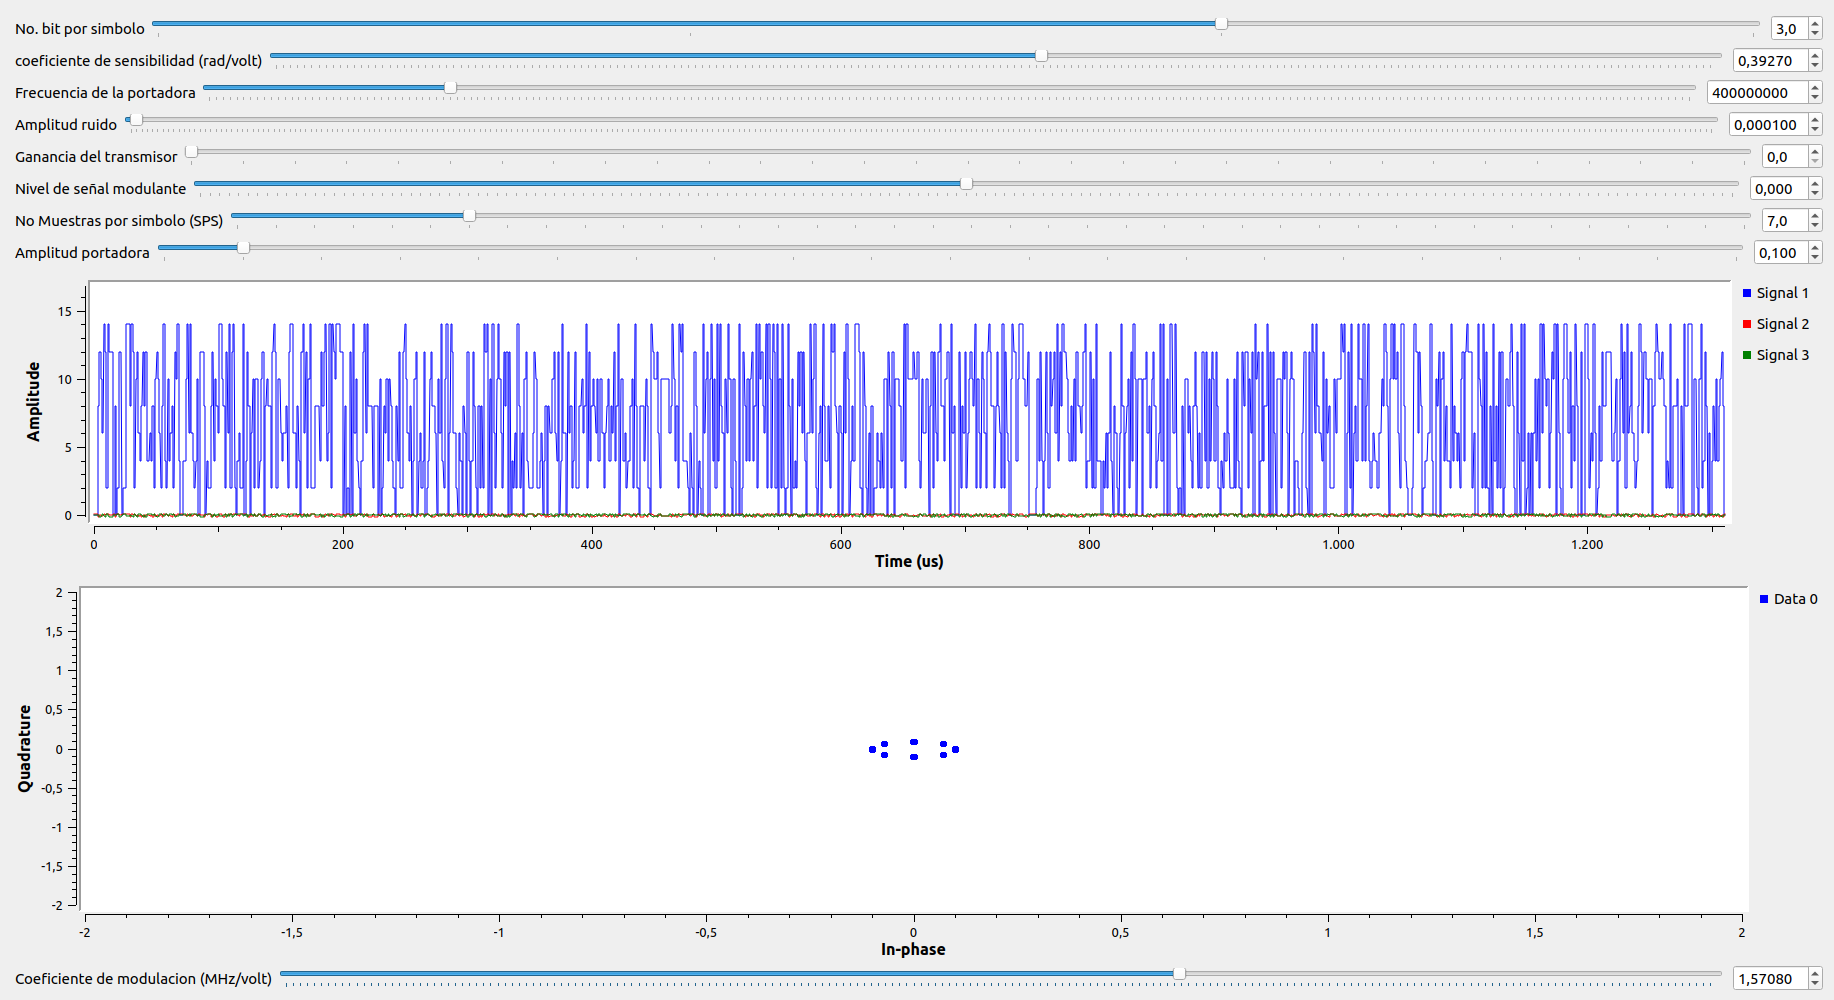 No. bit por simbolo 3,0
coeficiente de sensibilidad (rad/volt) 0,39270
Frecuencia de la portadora 400000000
Amplitud ruido 0,000100
Ganancia del transmisor 0,0
Nivel de señal modulante 0,000
No Muestras por simbolo (SPS) 7,0
Amplitud portadora 0,100
Signal 1
Signal 2
Signal 3
Amplitude
15
10
5
0
0 200 400 600 800 1.000 1.200
Time (us)
Data 0
Quadrature
2
1,5
1
0,5
0
-0,5
-1
-1,5
-2
-2 -1,5 -1 -0,5 0 0,5 1 1,5 2
In-phase
Coeficiente de modulacion (MHz/volt) 1,57080